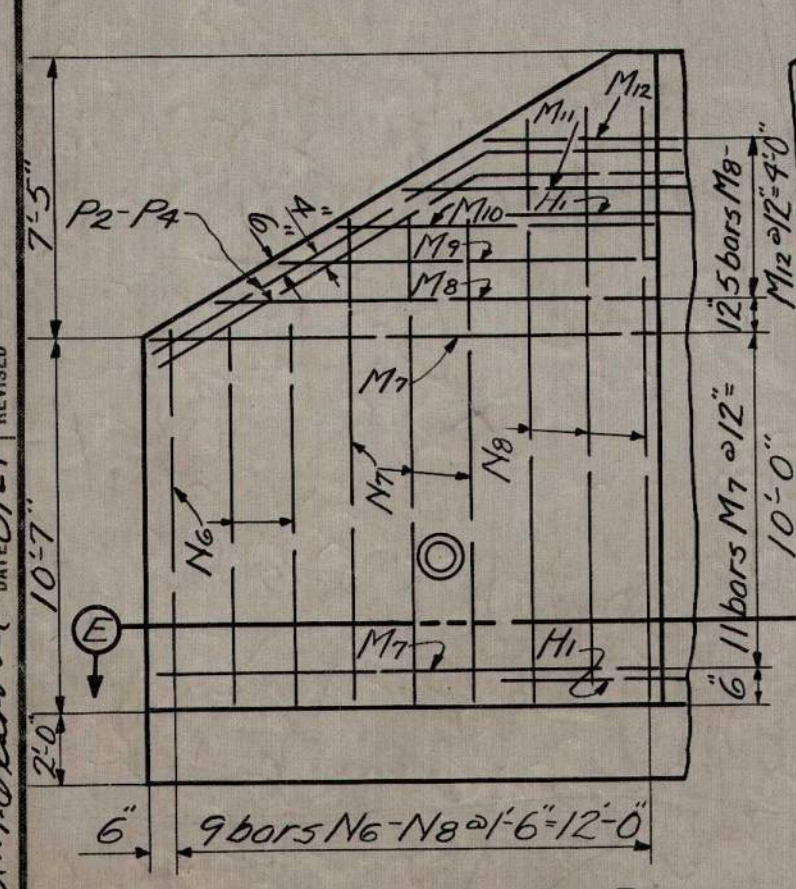 REVISED
DATE
7'-5"
10'-7"
2'-0"
P2-P4
6"
4"
M12
M11
H1
M10
M9
M8
M7
N8
N7
N6
E
M7
H1
12" 5 bars M8-
M12 @ 12" = 4'-0"
6" 11 bars M7 @ 12" =
10'-0"
6"
9 bars N6-N8 @ 1'-6" = 12'-0"